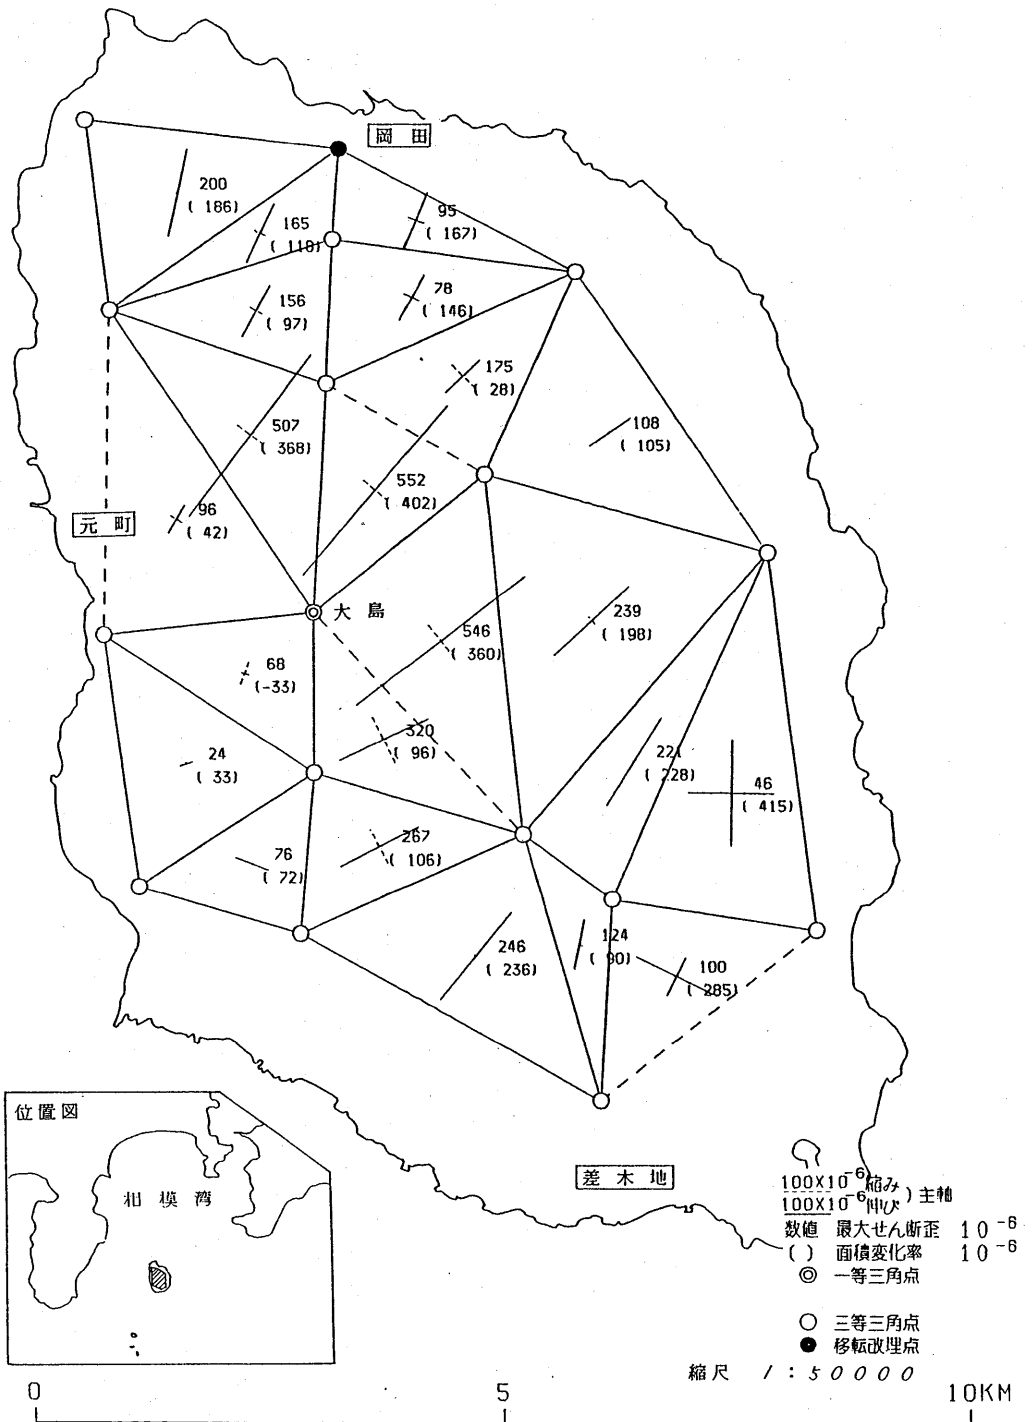 岡田
200
( 186)
165
( 118)
95
( 167)
156
( 97)
78
( 146)
175
( 28)
507
( 368)
108
( 105)
552
( 402)
96
( 42)
元町
大島
68
(-33)
546
( 360)
239
( 198)
24
( 33)
320
( 96)
221
( 228)
46
( 415)
76
( 72)
267
( 106)
246
( 236)
124
( 90)
100
( 285)
差木地
位置図
相模湾
100X10-6縮み
100X10-6伸び
) 主軸
数値 最大せん断歪 10-6
( ) 面積変化率 10-6
◎ 一等三角点
○ 三等三角点
● 移転改埋点
縮尺 1:50000
0 5 10KM